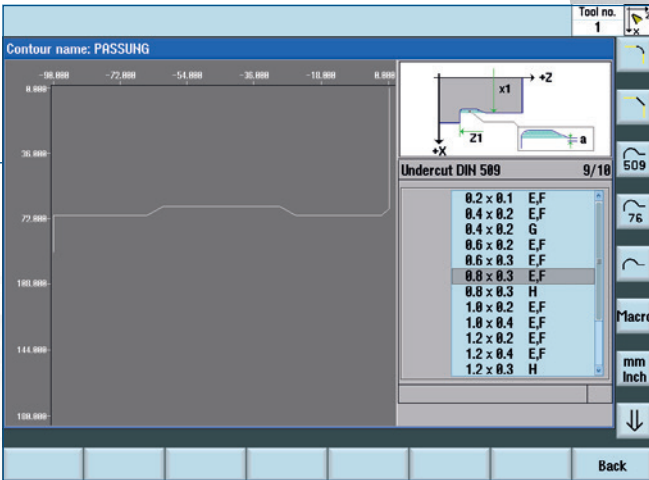 Tool no.
1
X
Contour name: PASSUNG
-90.000 -72.000 -54.000 -36.000 -18.000 0.000
0.000
36.000
72.000
108.000
144.000
180.000
+Z
x1
Z1
a
+X
Undercut DIN 509 9/10
0.2 x 0.1 E,F
0.4 x 0.2 E,F
0.4 x 0.2 G
0.6 x 0.2 E,F
0.6 x 0.3 E,F
0.8 x 0.3 E,F
0.8 x 0.3 H
1.0 x 0.2 E,F
1.0 x 0.4 E,F
1.2 x 0.2 E,F
1.2 x 0.4 E,F
1.2 x 0.3 H
509
76
Macro
mm
Inch
Back